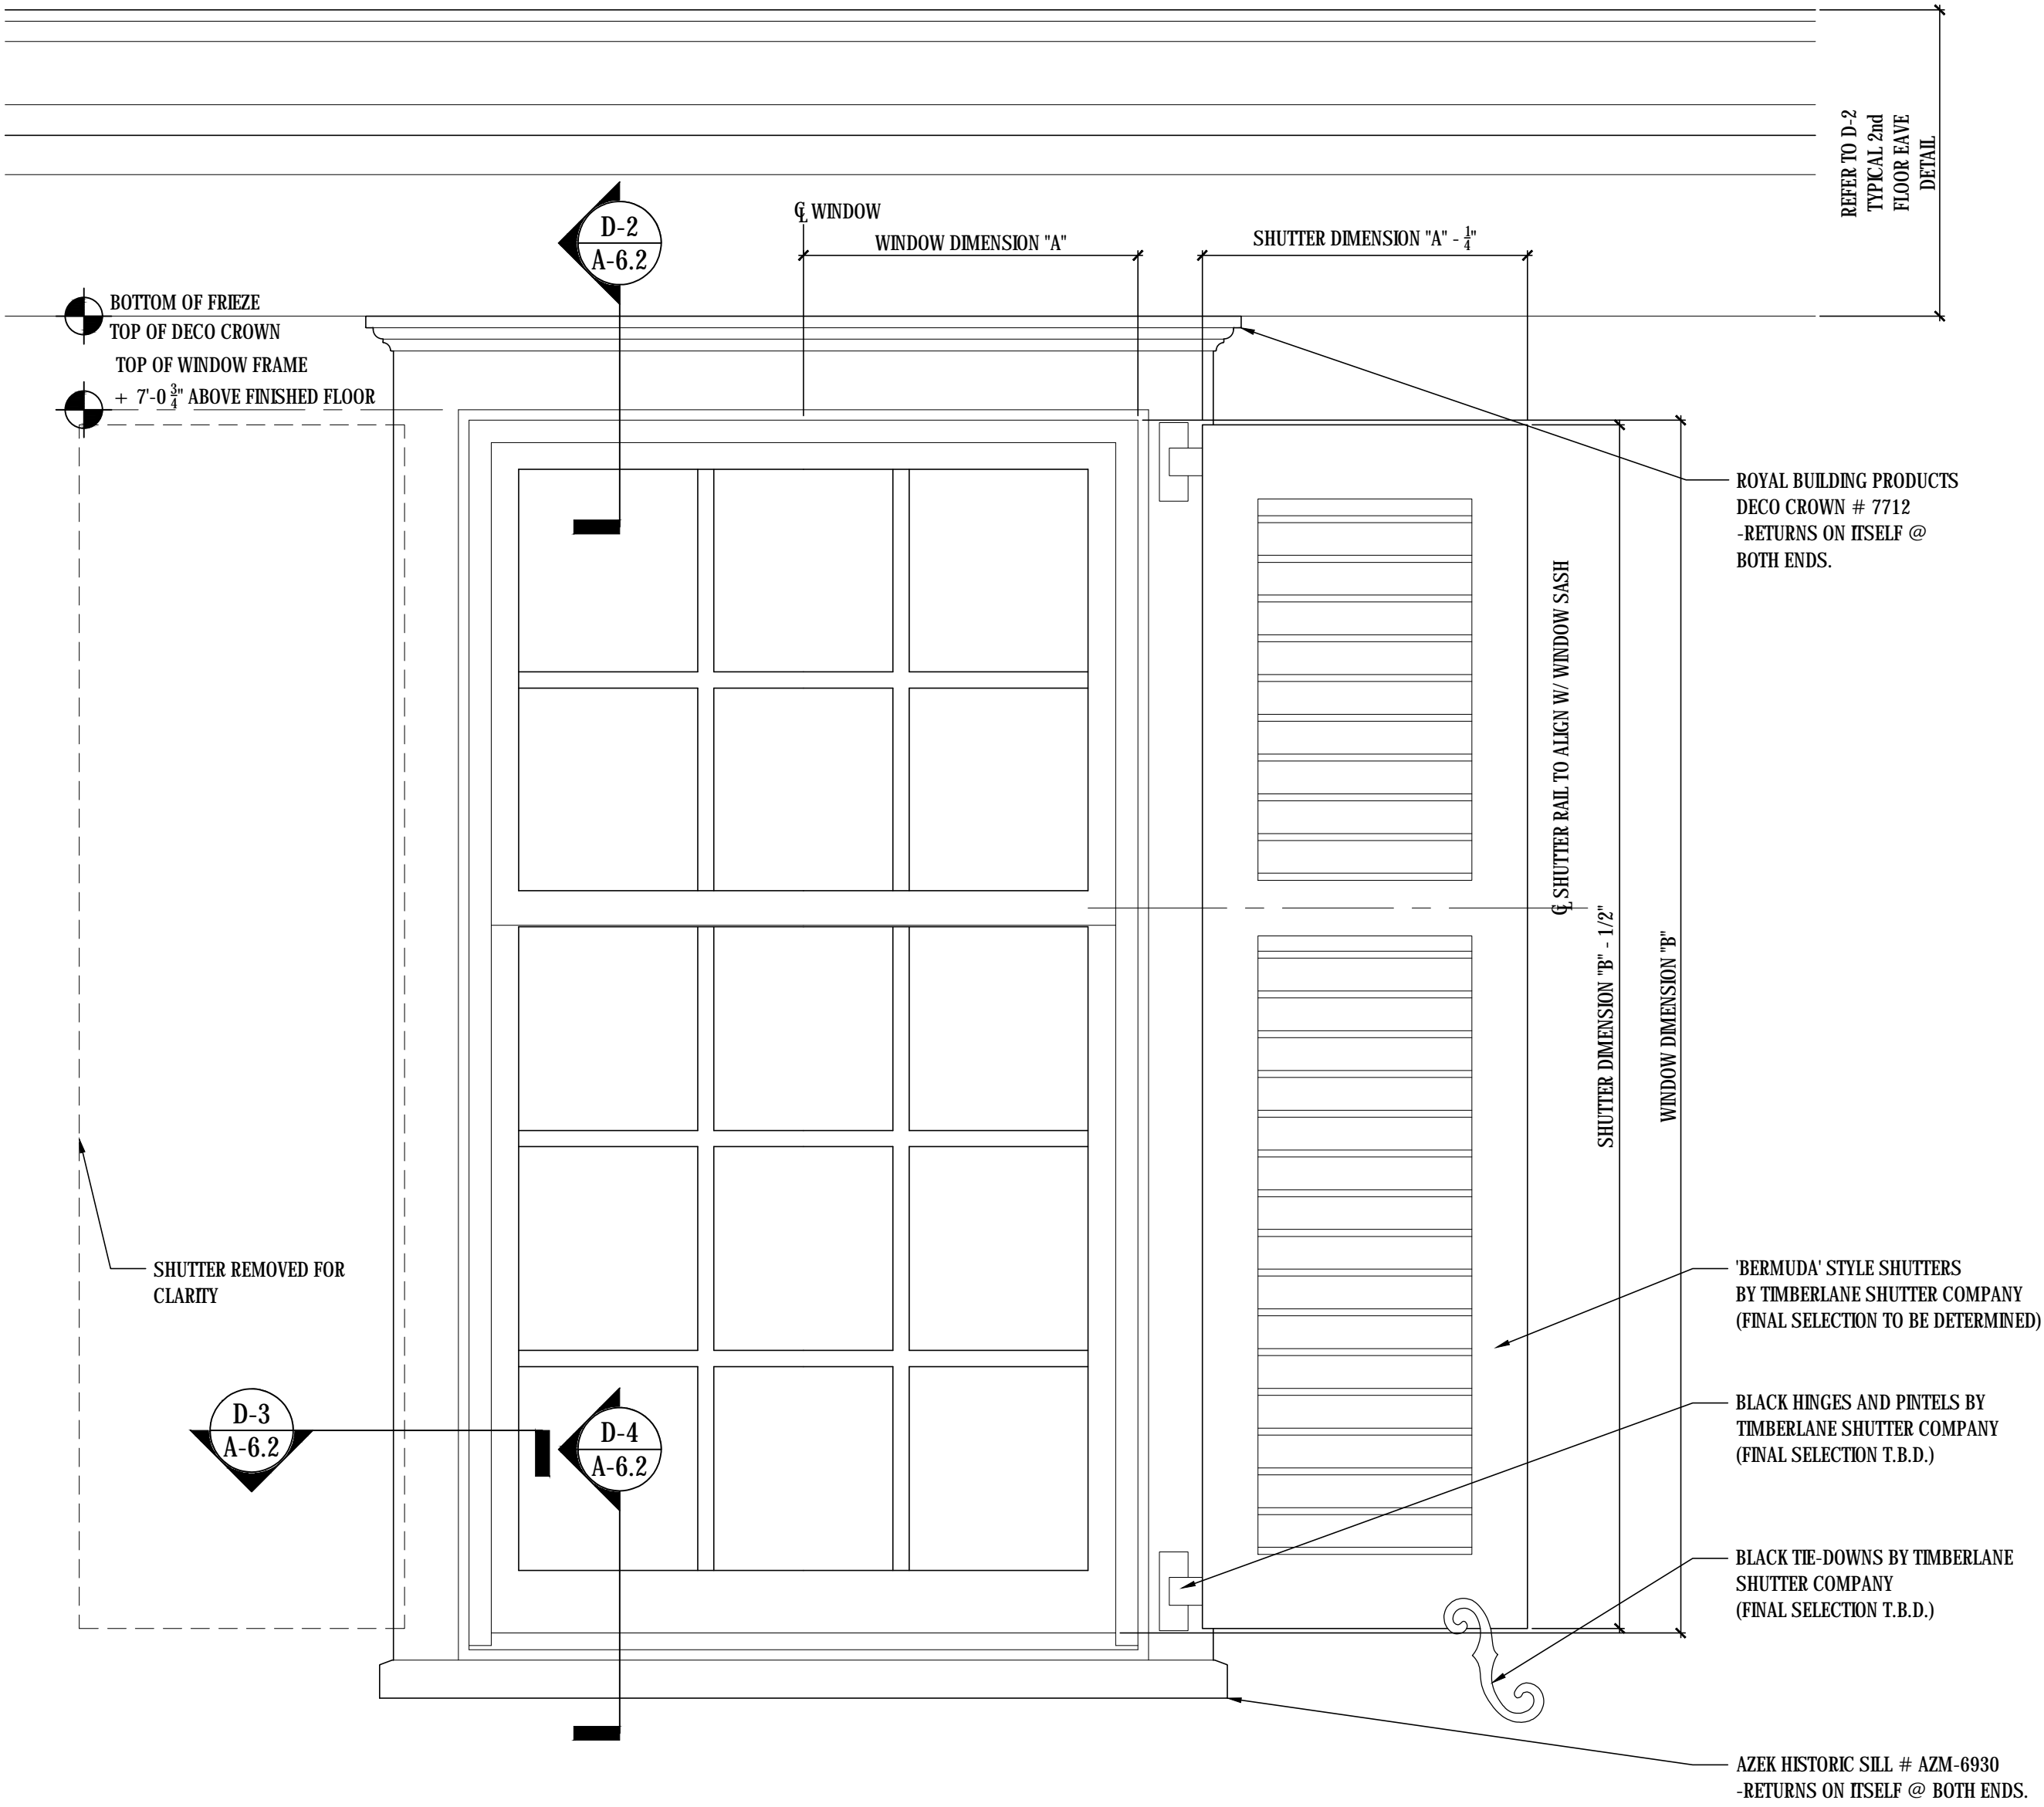 REFER TO D-2
TYPICAL 2nd
FLOOR EAVE
DETAIL
D-2
A-6.2
℄ WINDOW
WINDOW DIMENSION "A"
SHUTTER DIMENSION "A" - 1/4"
BOTTOM OF FRIEZE
TOP OF DECO CROWN
TOP OF WINDOW FRAME
+ 7'-0 3/4" ABOVE FINISHED FLOOR
ROYAL BUILDING PRODUCTS
DECO CROWN # 7712
-RETURNS ON ITSELF @
BOTH ENDS.
℄ SHUTTER RAIL TO ALIGN W/ WINDOW SASH
SHUTTER DIMENSION "B" - 1/2"
WINDOW DIMENSION "B"
SHUTTER REMOVED FOR
CLARITY
'BERMUDA' STYLE SHUTTERS
BY TIMBERLANE SHUTTER COMPANY
(FINAL SELECTION TO BE DETERMINED)
D-3
A-6.2
D-4
A-6.2
BLACK HINGES AND PINTELS BY
TIMBERLANE SHUTTER COMPANY
(FINAL SELECTION T.B.D.)
BLACK TIE-DOWNS BY TIMBERLANE
SHUTTER COMPANY
(FINAL SELECTION T.B.D.)
AZEK HISTORIC SILL # AZM-6930
-RETURNS ON ITSELF @ BOTH ENDS.